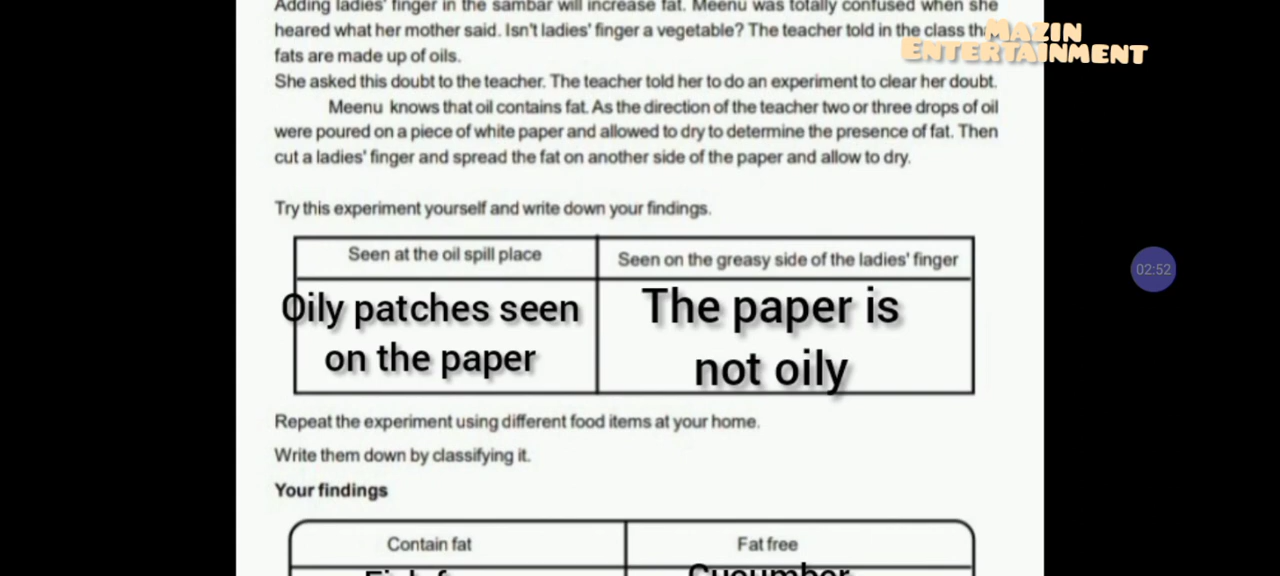 Adding ladies' finger in the sambar will increase fat. Meenu was totally confused when she
heared what her mother said. Isn't ladies' finger a vegetable? The teacher told in the class
fats are made up of oils.
MAZIN
ENTERTAINMENT
She asked this doubt to the teacher. The teacher told her to do an experiment to clear her doubt.
Meenu knows that oil contains fat. As the direction of the teacher two or three drops of oil
were poured on a piece of white paper and allowed to dry to determine the presence of fat. Then
cut a ladies' finger and spread the fat on another side of the paper and allow to dry.
Try this experiment yourself and write down your findings.
Seen at the oil spill place
Seen on the greasy side of the ladies' finger
Oily patches seen
on the paper
The paper is
not oily
02:52
Repeat the experiment using different food items at your home.
Write them down by classifying it.
Your findings
Contain fat
Fat free
Cucumber